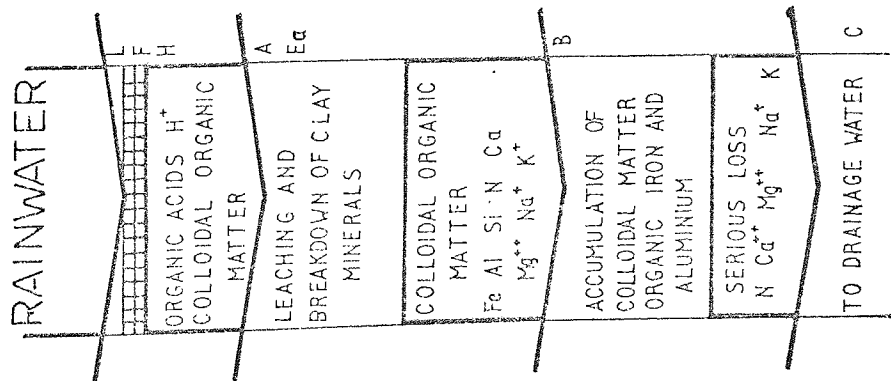 RAINWATER
L
F
H
ORGANIC ACIDS H⁺
COLLOIDAL ORGANIC
MATTER
A
Ea
LEACHING AND
BREAKDOWN OF CLAY
MINERALS
COLLOIDAL ORGANIC
MATTER
Fe Al Si N Ca
Mg⁺⁺ Na⁺ K⁺
B
ACCUMULATION OF
COLLOIDAL MATTER
ORGANIC IRON AND
ALUMINIUM
SERIOUS LOSS
N Ca⁺⁺ Mg⁺⁺ Na⁺ K
C
TO DRAINAGE WATER